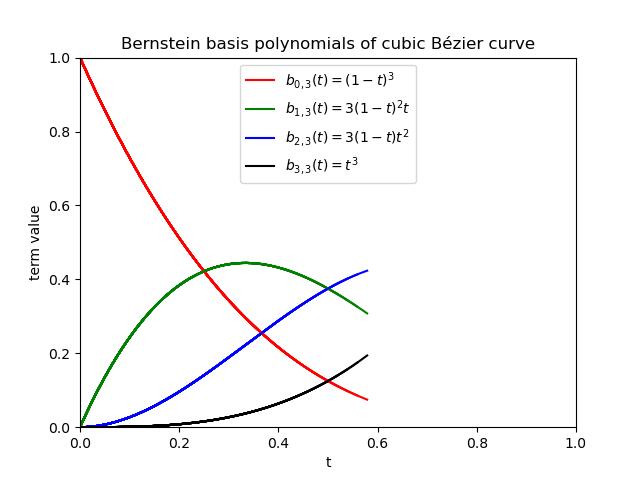 Bernstein basis polynomials of cubic Bézier curve
b₀,₃(t) = (1 − t)³
b₁,₃(t) = 3(1 − t)²t
b₂,₃(t) = 3(1 − t)t²
b₃,₃(t) = t³
term value
1.0
0.8
0.6
0.4
0.2
0.0
0.0 0.2 0.4 0.6 0.8 1.0
t